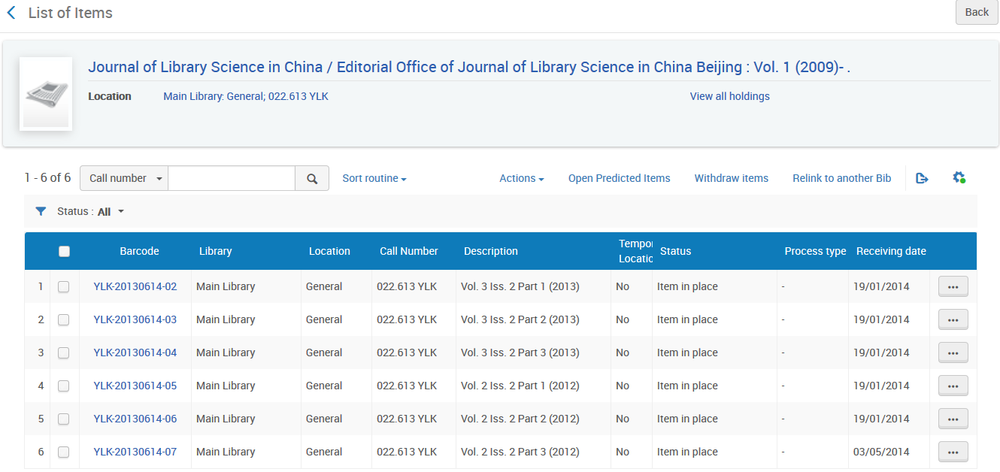 List of Items
Back
Journal of Library Science in China / Editorial Office of Journal of Library Science in China Beijing : Vol. 1 (2009)- .
Location Main Library: General; 022.613 YLK View all holdings
1 - 6 of 6 Call number Sort routine Actions Open Predicted Items Withdraw items Relink to another Bib
Status : All
Barcode Library Location Call Number Description Tempor Locatic Status Process type Receiving date
1 YLK-20130614-02 Main Library General 022.613 YLK Vol. 3 Iss. 2 Part 1 (2013) No Item in place - 19/01/2014 ...
2 YLK-20130614-03 Main Library General 022.613 YLK Vol. 3 Iss. 2 Part 2 (2013) No Item in place - 19/01/2014 ...
3 YLK-20130614-04 Main Library General 022.613 YLK Vol. 3 Iss. 2 Part 3 (2013) No Item in place - 19/01/2014 ...
4 YLK-20130614-05 Main Library General 022.613 YLK Vol. 2 Iss. 2 Part 1 (2012) No Item in place - 19/01/2014 ...
5 YLK-20130614-06 Main Library General 022.613 YLK Vol. 2 Iss. 2 Part 2 (2012) No Item in place - 19/01/2014 ...
6 YLK-20130614-07 Main Library General 022.613 YLK Vol. 2 Iss. 2 Part 3 (2012) No Item in place - 03/05/2014 ...